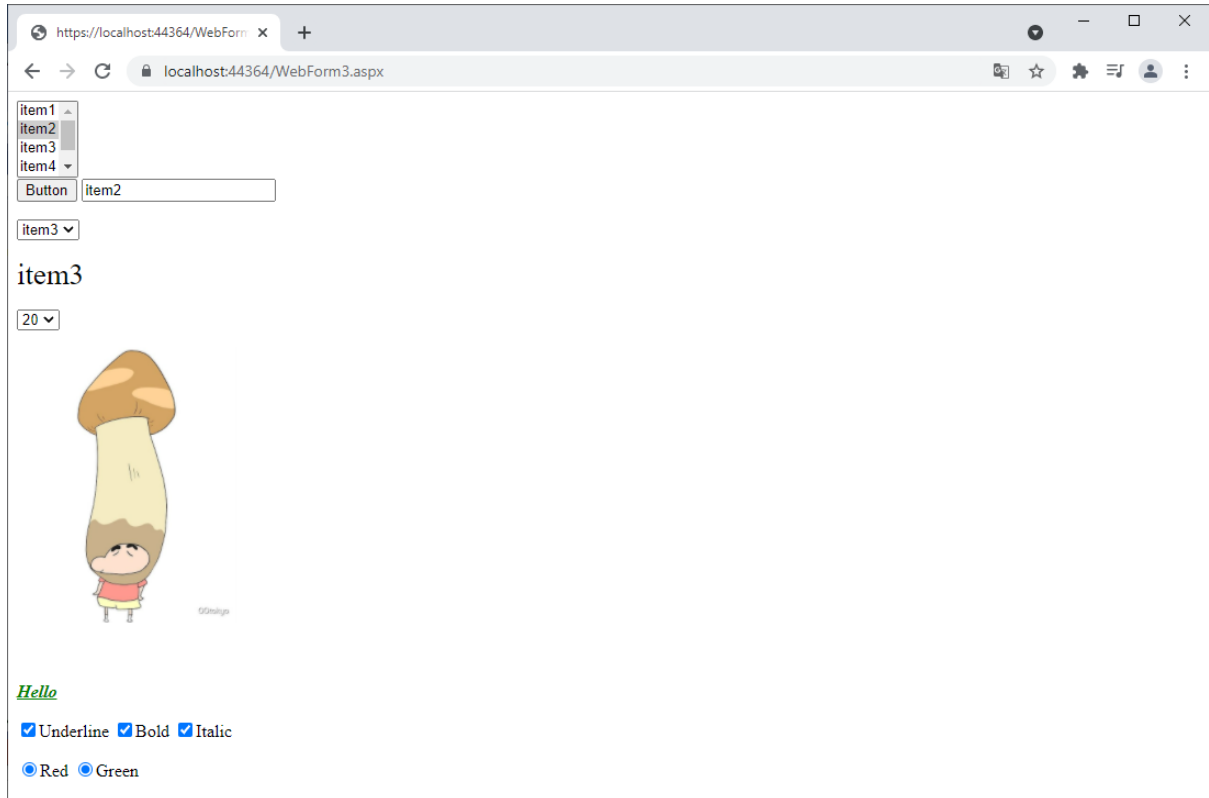 https://localhost:44364/WebForm
localhost:44364/WebForm3.aspx
item1
item2
item3
item4
Button item2
item3
item3
20
Hello
Underline Bold Italic
Red Green